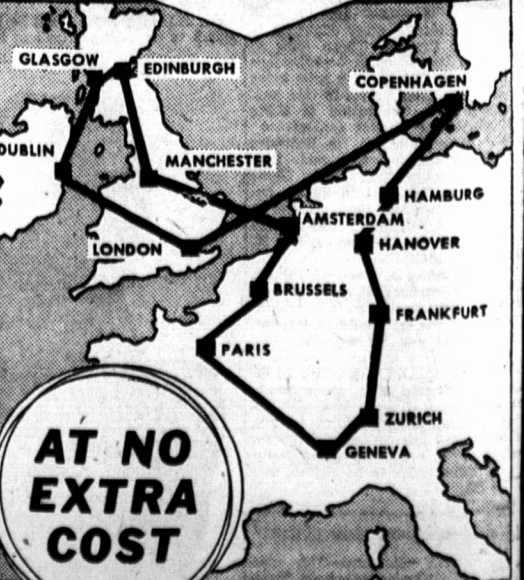 GLASGOW
EDINBURGH
COPENHAGEN
DUBLIN
MANCHESTER
HAMBURG
AMSTERDAM
LONDON
HANOVER
BRUSSELS
FRANKFURT
PARIS
ZURICH
GENEVA
AT NO
EXTRA
COST